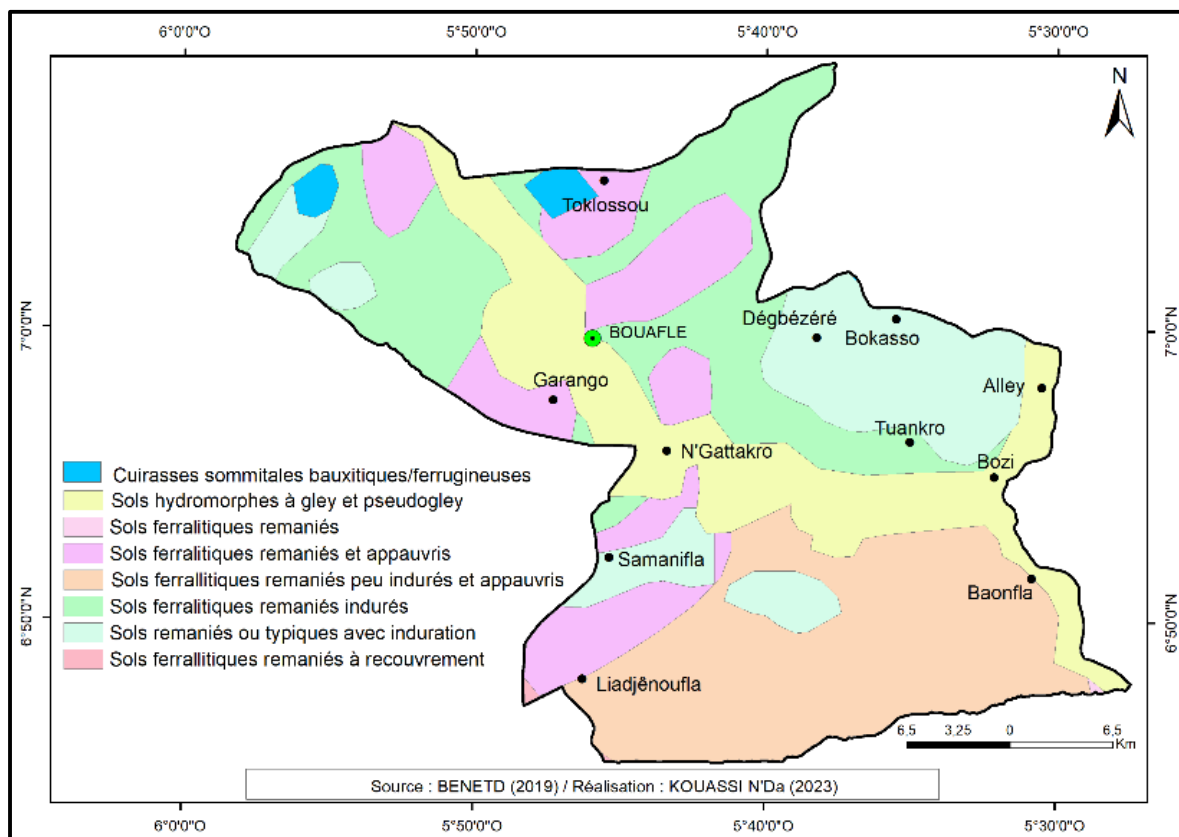 6°0'0"O 5°50'0"O 5°40'0"O 5°30'0"O
N
Toklossou
7°0'0"N
Dégbézéré
Bokasso
7°0'0"N
BOUAFLE
Garango
Alley
Tuankro
N'Gattakro
Bozi
Cuirasses sommitales bauxitiques/ferrugineuses
Sols hydromorphes à gley et pseudogley
Sols ferralitiques remaniés
Sols ferralitiques remaniés et appauvris
Sols ferrallitiques remaniés peu indurés et appauvris
Sols ferralitiques remaniés indurés
Sols remaniés ou typiques avec induration
Sols ferrallitiques remaniés à recouvrement
Samanifla
Baonfla
6°50'0"N
6°50'0"N
Liadjênoufla
6,5 3,25 0 6,5
Km
Source : BENETD (2019) / Réalisation : KOUASSI N'Da (2023)
6°0'0"O 5°50'0"O 5°40'0"O 5°30'0"O